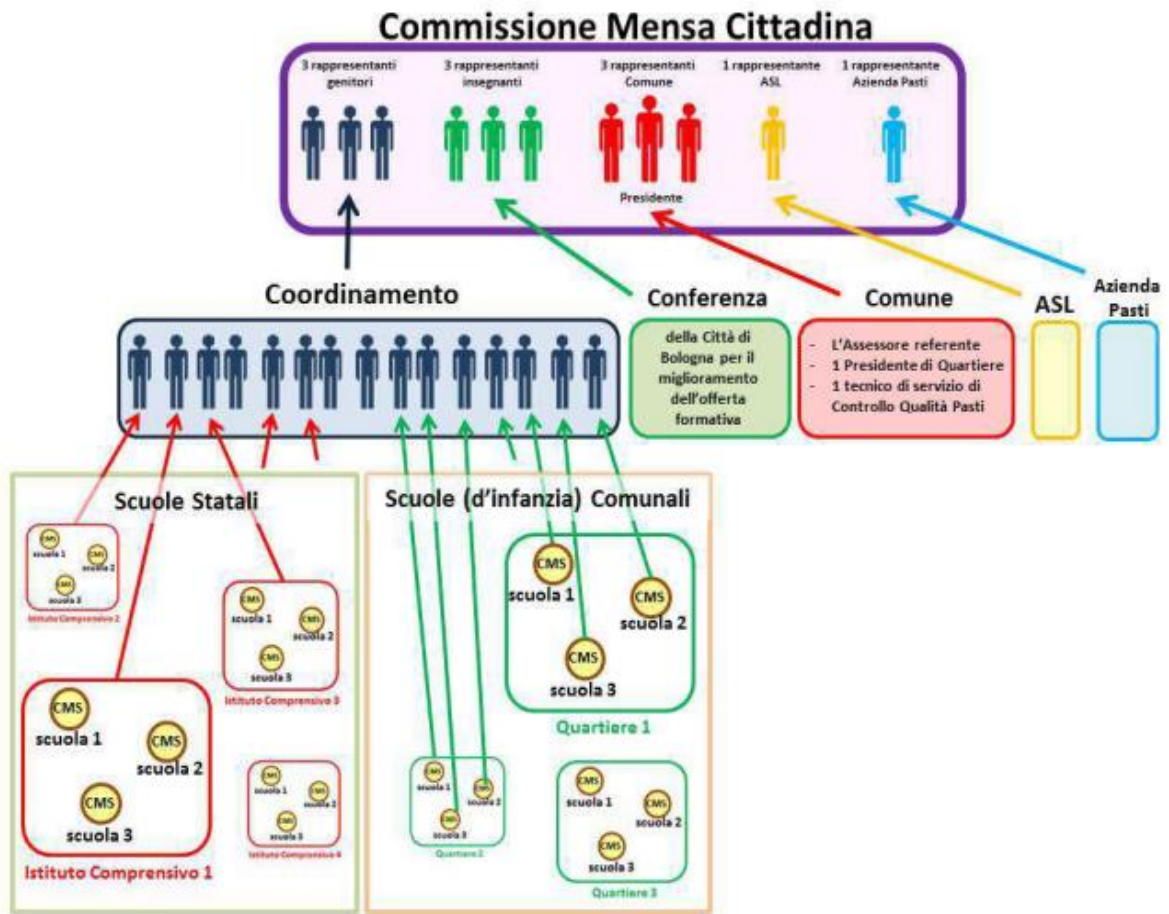 Commissione Mensa Cittadina
3 rappresentanti
genitori
3 rappresentanti
insegnanti
3 rappresentanti
Comune
1 rappresentante
ASL
1 rappresentante
Azienda Pasti
Presidente
Coordinamento
Conferenza
Comune
ASL
Azienda
Pasti
della Città di
Bologna per il
miglioramento
dell'offerta
formativa
- L'Assessore referente
- 1 Presidente di Quartiere
- 1 tecnico di servizio di
Controllo Qualità Pasti
Scuole Statali
CMS
scuola 1
CMS
scuola 2
CMS
scuola 3
Istituto Comprensivo 2
CMS
scuola 1
CMS
scuola 2
CMS
scuola 3
Istituto Comprensivo 3
CMS
scuola 1
CMS
scuola 2
CMS
scuola 3
Istituto Comprensivo 1
CMS
scuola 1
CMS
scuola 2
CMS
scuola 3
Istituto Comprensivo 4
Scuole (d'infanzia) Comunali
CMS
scuola 1
CMS
scuola 2
CMS
scuola 3
Quartiere 1
CMS
scuola 1
CMS
scuola 2
CMS
scuola 3
Quartiere 2
CMS
scuola 1
CMS
scuola 2
CMS
scuola 3
Quartiere 3